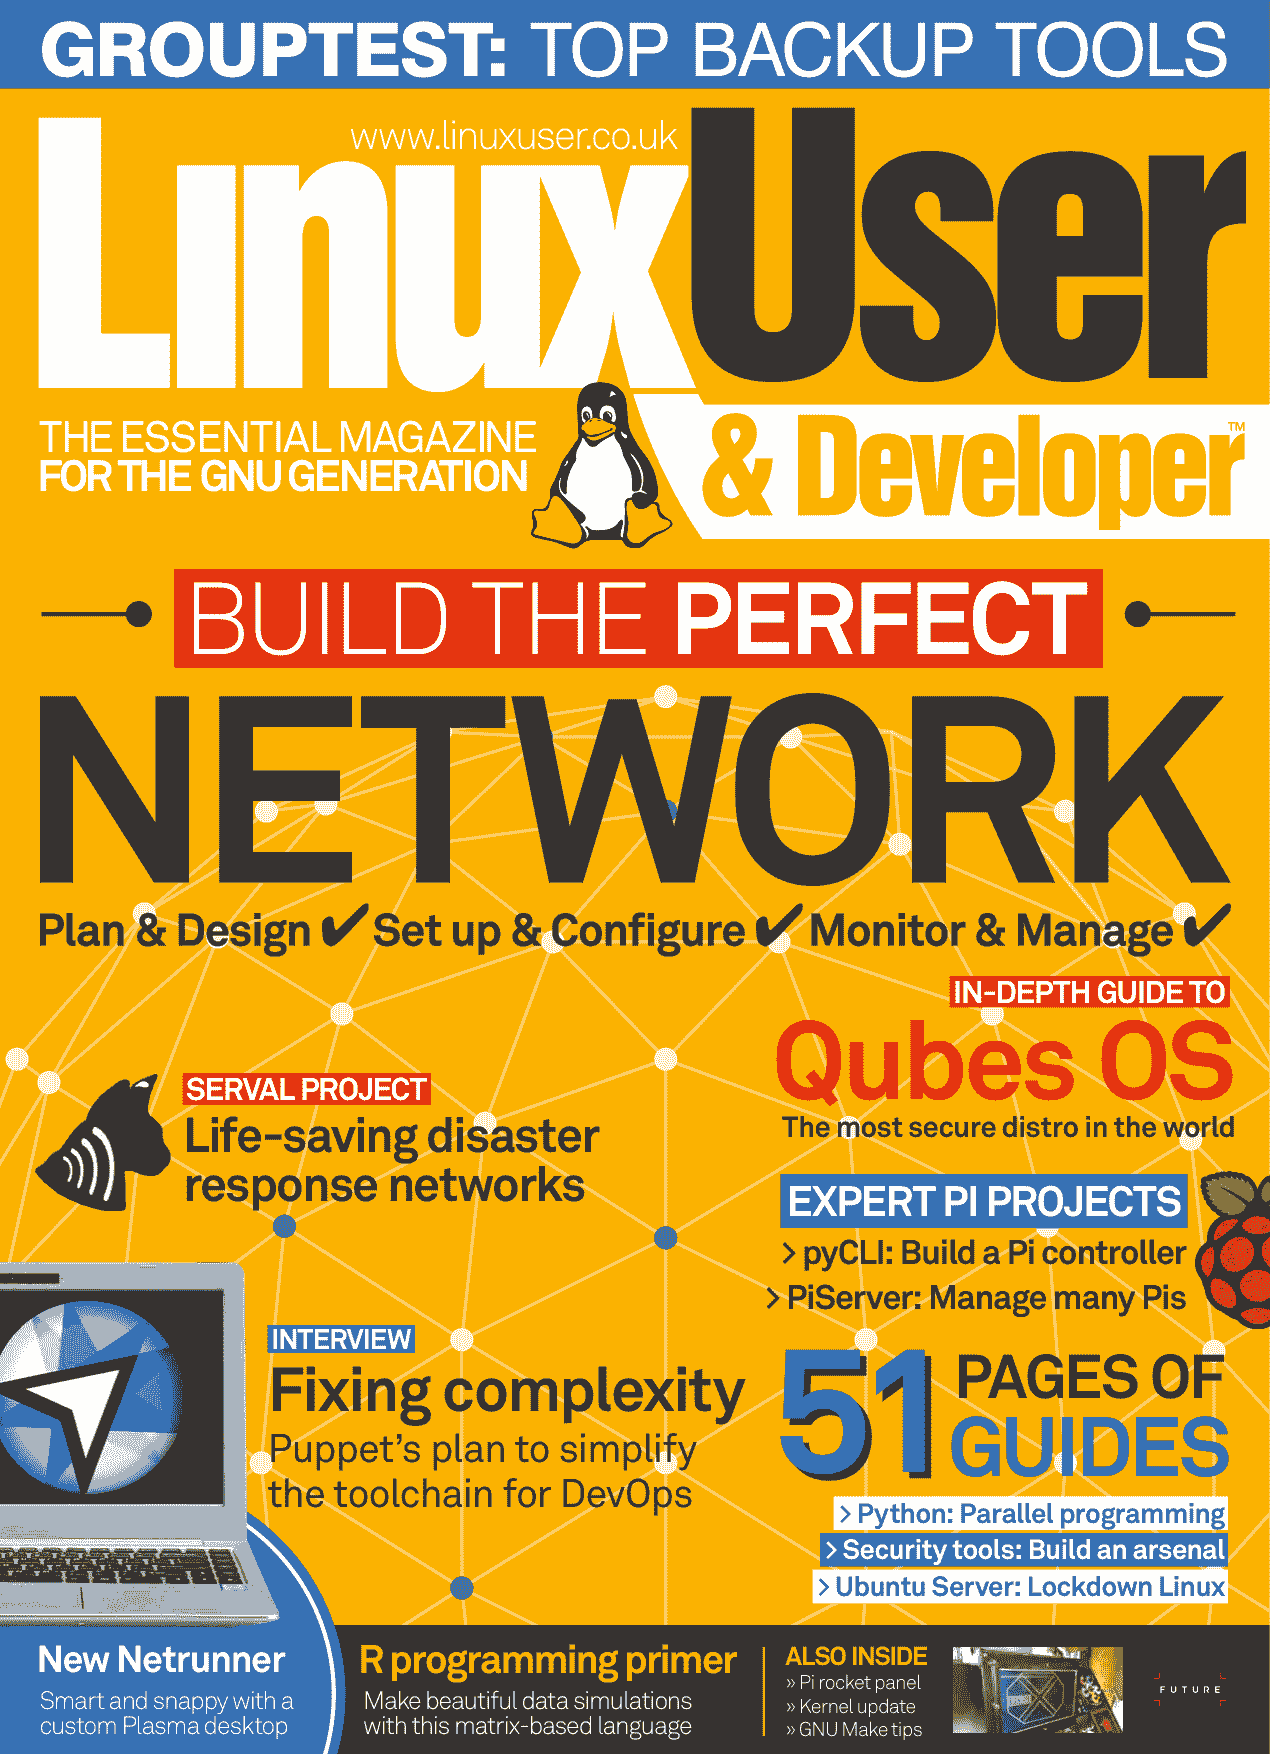 GROUPTEST: TOP BACKUP TOOLS
www.linuxuser.co.uk
LinuxUser
& Developer™
THE ESSENTIAL MAGAZINE
FOR THE GNU GENERATION
BUILD THE PERFECT
NETWORK
Plan & Design ✔ Set up & Configure ✔ Monitor & Manage ✔
IN-DEPTH GUIDE TO
Qubes OS
The most secure distro in the world
SERVAL PROJECT
Life-saving disaster
response networks
EXPERT PI PROJECTS
> pyCLI: Build a Pi controller
> PiServer: Manage many Pis
INTERVIEW
Fixing complexity
Puppet's plan to simplify
the toolchain for DevOps
51 PAGES OF
GUIDES
> Python: Parallel programming
> Security tools: Build an arsenal
> Ubuntu Server: Lockdown Linux
New Netrunner
Smart and snappy with a
custom Plasma desktop
R programming primer
Make beautiful data simulations
with this matrix-based language
ALSO INSIDE
» Pi rocket panel
» Kernel update
» GNU Make tips
FUTURE